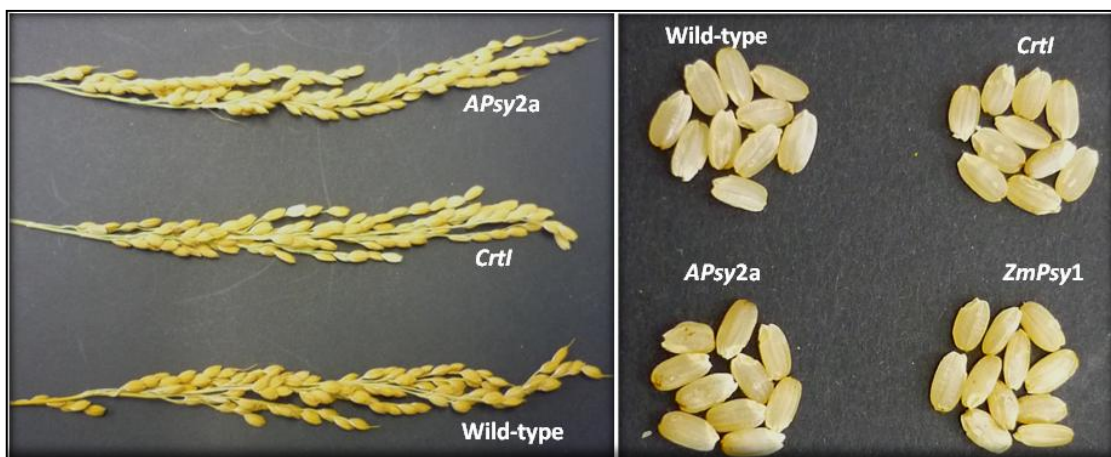 APsy2a
CrtI
Wild-type
Wild-type
CrtI
APsy2a
ZmPsy1